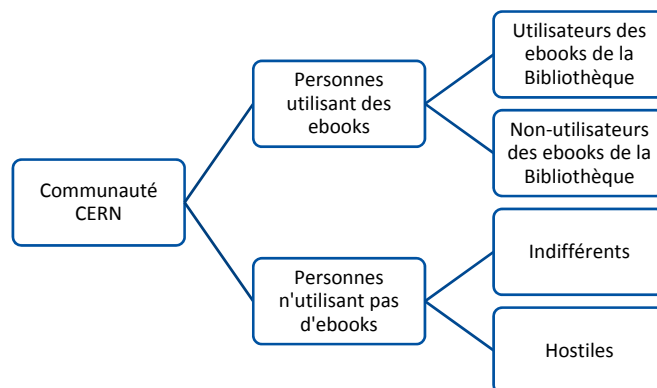 Communauté
CERN
Personnes
utilisant des
ebooks
Utilisateurs des
ebooks de la
Bibliothèque
Non-utilisateurs
des ebooks de la
Bibliothèque
Personnes
n'utilisant pas
d'ebooks
Indifférents
Hostiles